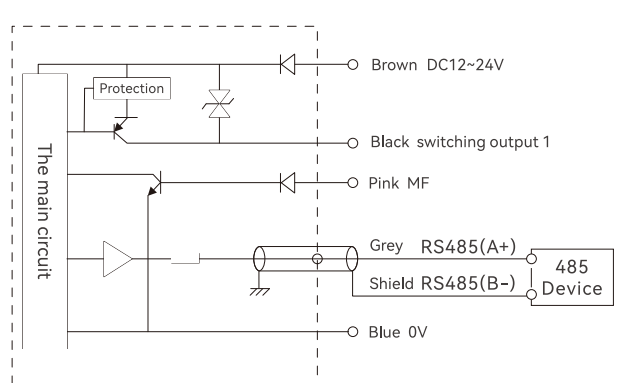 Brown DC12~24V
Protection
Black switching output 1
The main circuit
Pink MF
Grey RS485(A+)
Shield RS485(B-)
485
Device
Blue 0V